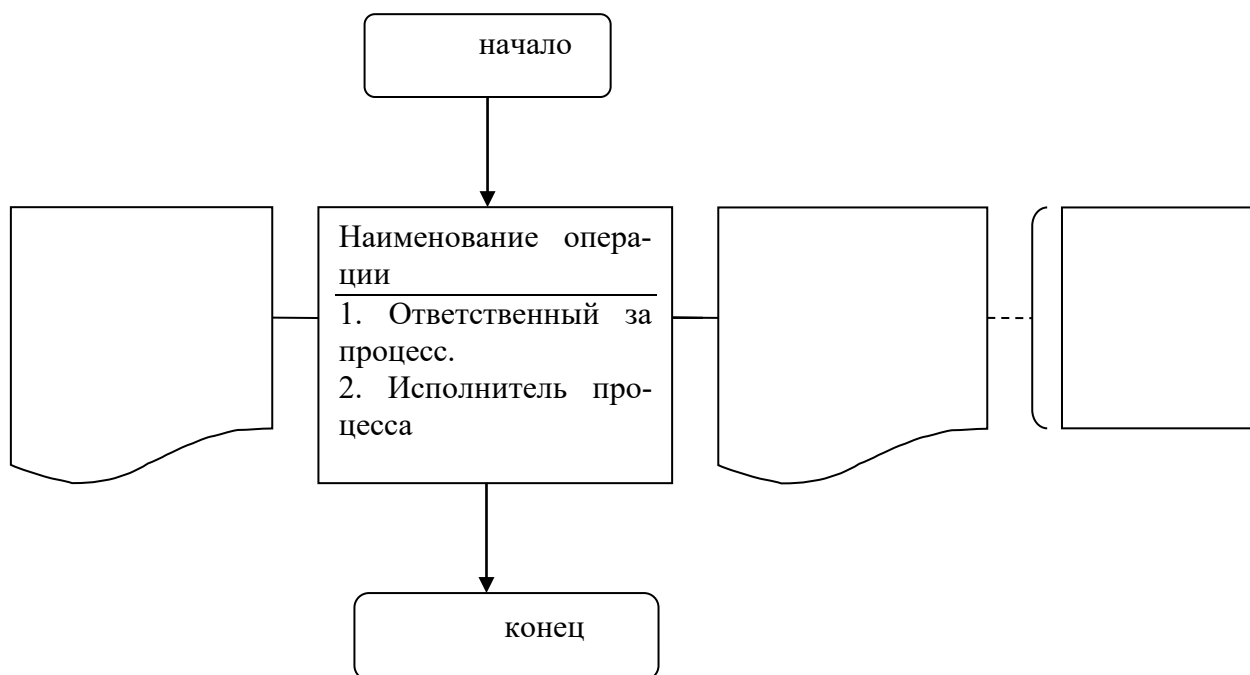 начало
Наименование опера-
ции
1. Ответственный за
процесс.
2. Исполнитель про-
цесса
конец